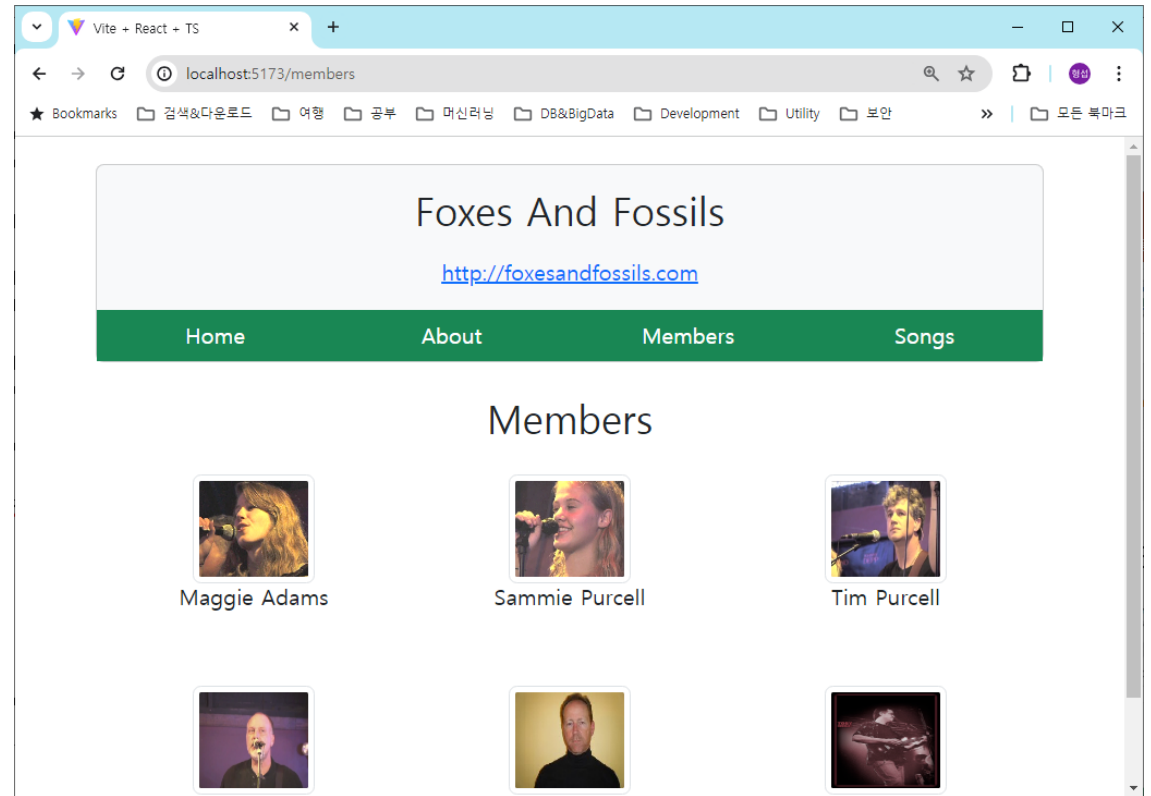 Vite + React + TS
localhost:5173/members
형섭
Bookmarks 검색&다운로드 여행 공부 머신러닝 DB&BigData Development Utility 보안 » 모든 북마크
Foxes And Fossils
http://foxesandfossils.com
Home About Members Songs
Members
Maggie Adams Sammie Purcell Tim Purcell